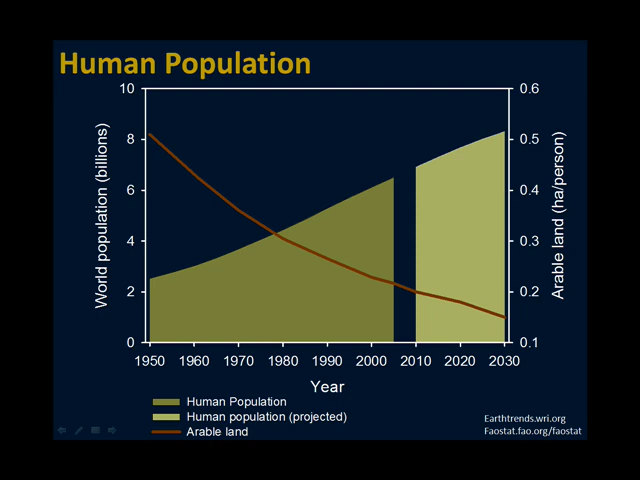 Human Population
10
8
6
4
2
0
World population (billions)
0.6
0.5
0.4
0.3
0.2
0.1
Arable land (ha/person)
1950 1960 1970 1980 1990 2000 2010 2020 2030
Year
Human Population
Human population (projected)
Arable land
Earthtrends.wri.org
Faostat.fao.org/faostat